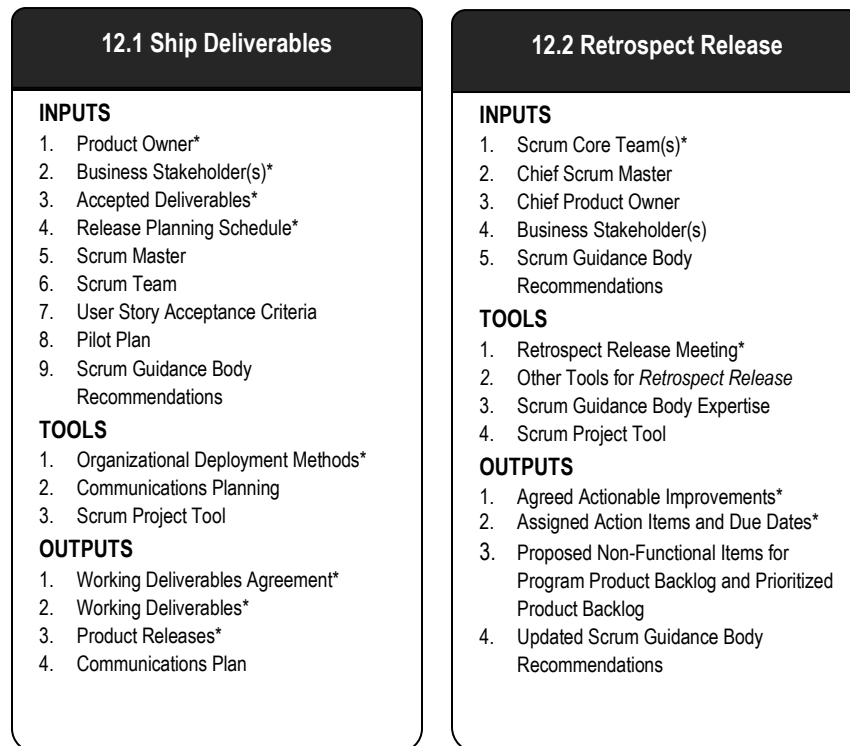 12.1 Ship Deliverables
INPUTS
1. Product Owner*
2. Business Stakeholder(s)*
3. Accepted Deliverables*
4. Release Planning Schedule*
5. Scrum Master
6. Scrum Team
7. User Story Acceptance Criteria
8. Pilot Plan
9. Scrum Guidance Body
Recommendations
TOOLS
1. Organizational Deployment Methods*
2. Communications Planning
3. Scrum Project Tool
OUTPUTS
1. Working Deliverables Agreement*
2. Working Deliverables*
3. Product Releases*
4. Communications Plan
12.2 Retrospect Release
INPUTS
1. Scrum Core Team(s)*
2. Chief Scrum Master
3. Chief Product Owner
4. Business Stakeholder(s)
5. Scrum Guidance Body
Recommendations
TOOLS
1. Retrospect Release Meeting*
2. Other Tools for Retrospect Release
3. Scrum Guidance Body Expertise
4. Scrum Project Tool
OUTPUTS
1. Agreed Actionable Improvements*
2. Assigned Action Items and Due Dates*
3. Proposed Non-Functional Items for
Program Product Backlog and Prioritized
Product Backlog
4. Updated Scrum Guidance Body
Recommendations